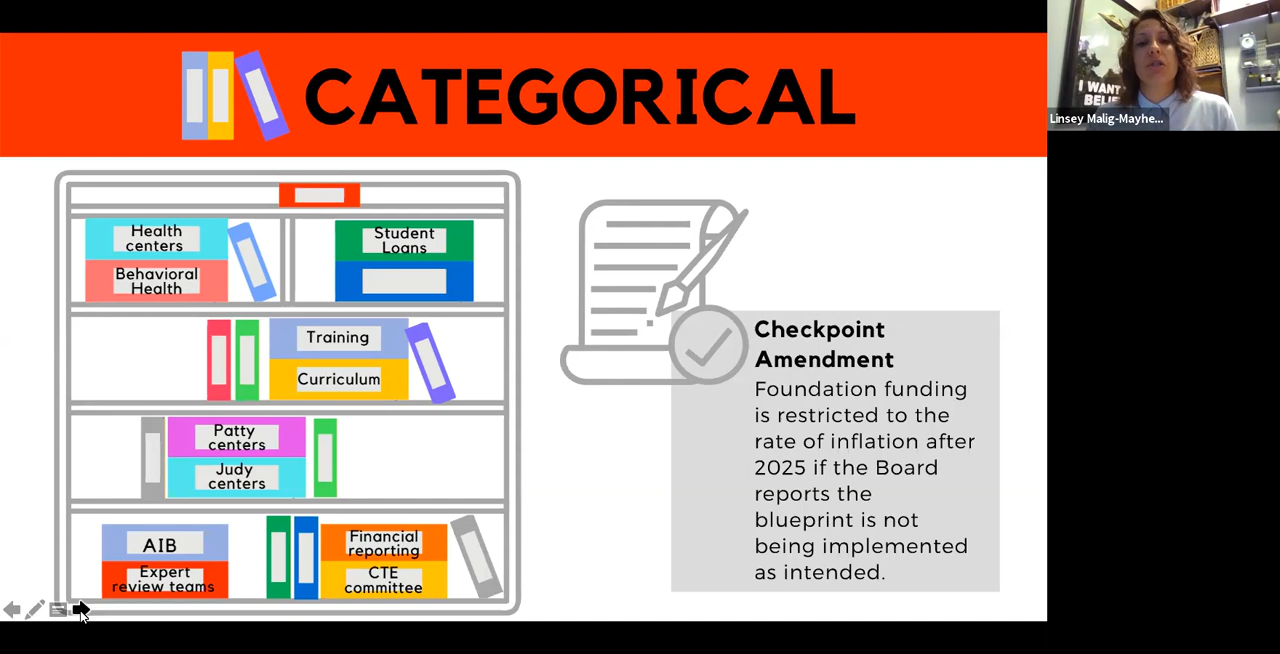 CATEGORICAL
Health
centers
Behavioral
Health
Student
Loans
Training
Curriculum
Patty
centers
Judy
centers
AIB
Expert
review teams
Financial
reporting
CTE
committee
Checkpoint
Amendment
Foundation funding
is restricted to the
rate of inflation after
2025 if the Board
reports the
blueprint is not
being implemented
as intended.
I WANT
Linsey Malig-Mayhe...